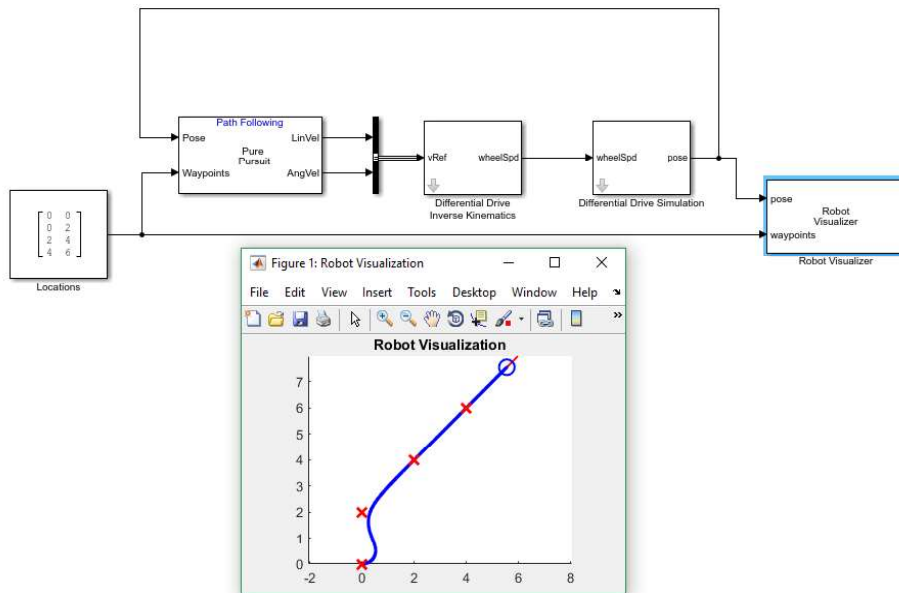 Path Following
Pose LinVel
Pure
Pursuit
Waypoints AngVel
vRef wheelSpd
Differential Drive
Inverse Kinematics
wheelSpd pose
Differential Drive Simulation
pose
Robot
Visualizer
waypoints
Robot Visualizer
0 0
0 2
2 4
4 6
Locations
Figure 1: Robot Visualization
File Edit View Insert Tools Desktop Window Help
Robot Visualization
7
6
5
4
3
2
1
0
-2 0 2 4 6 8